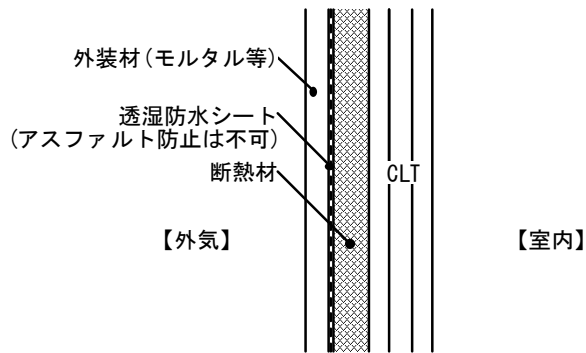 外装材(モルタル等)
透湿防水シート
(アスファルト防止は不可)
断熱材
CLT
【外気】
【室内】